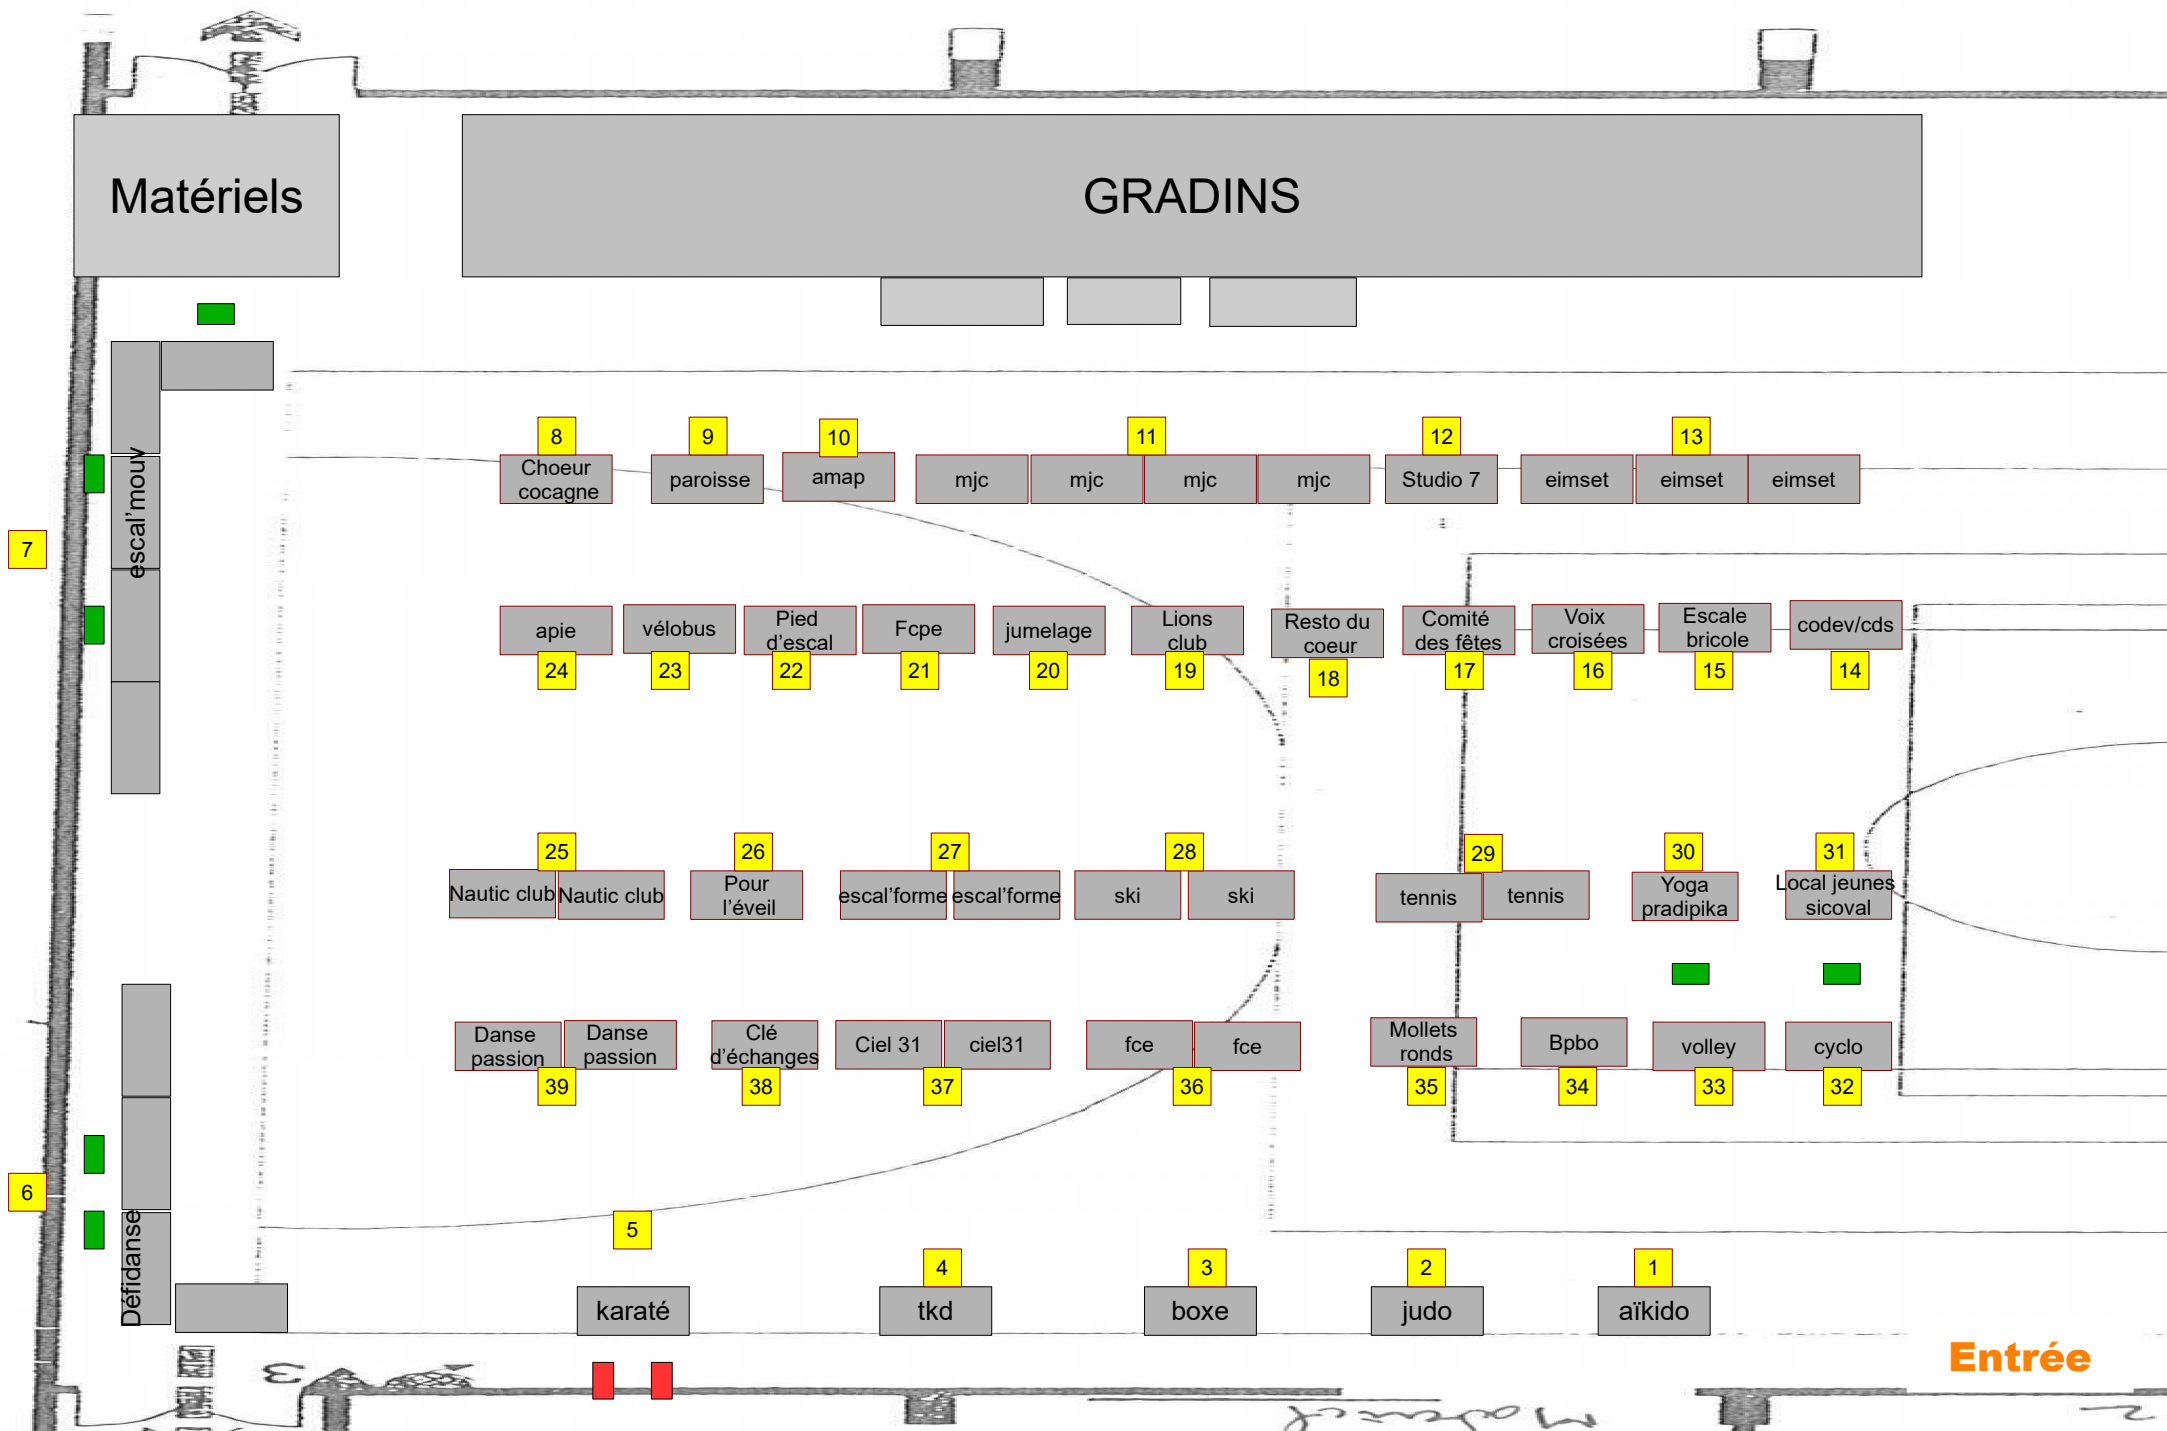 Matériels
GRADINS
8
9
10
11
12
13
Choeur
cocagne
paroisse
amap
mjc
mjc
mjc
mjc
Studio 7
eimset
eimset
eimset
escal'mouv
7
apie
vélobus
Pied
d'escal
Fcpe
jumelage
Lions
club
Resto du
coeur
Comité
des fêtes
Voix
croisées
Escale
bricole
codev/cds
24
23
22
21
20
19
18
17
16
15
14
25
26
27
28
29
30
31
Nautic club
Nautic club
Pour
l'éveil
escal'forme
escal'forme
ski
ski
tennis
tennis
Yoga
pradipika
Local jeunes
sicoval
Danse
passion
Danse
passion
Clé
d'échanges
Ciel 31
ciel31
fce
fce
Mollets
ronds
Bpbo
volley
cyclo
39
38
37
36
35
34
33
32
6
Défidanse
5
4
3
2
1
karaté
tkd
boxe
judo
aïkido
Entrée
3
2